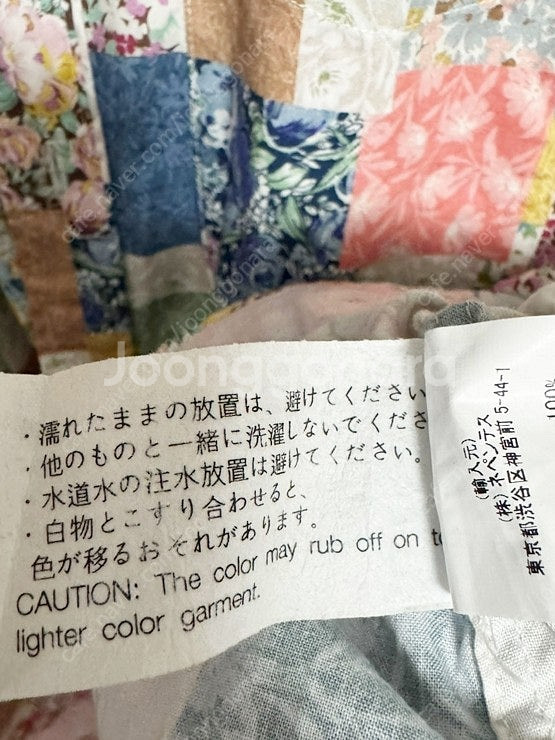 ・濡れたままの放置は、避けてください
・他のものと一緒に洗濯しないでくださ
・水道水の注水放置は避けてください。
・白物とこすり合わせると、
色が移るおそれがあります。
CAUTION: The color may rub off on to
lighter color garment.
(輸入元)
(株)ネペンテス
東京都渋谷区神宮前 5-44-1
100%
Joonggonara